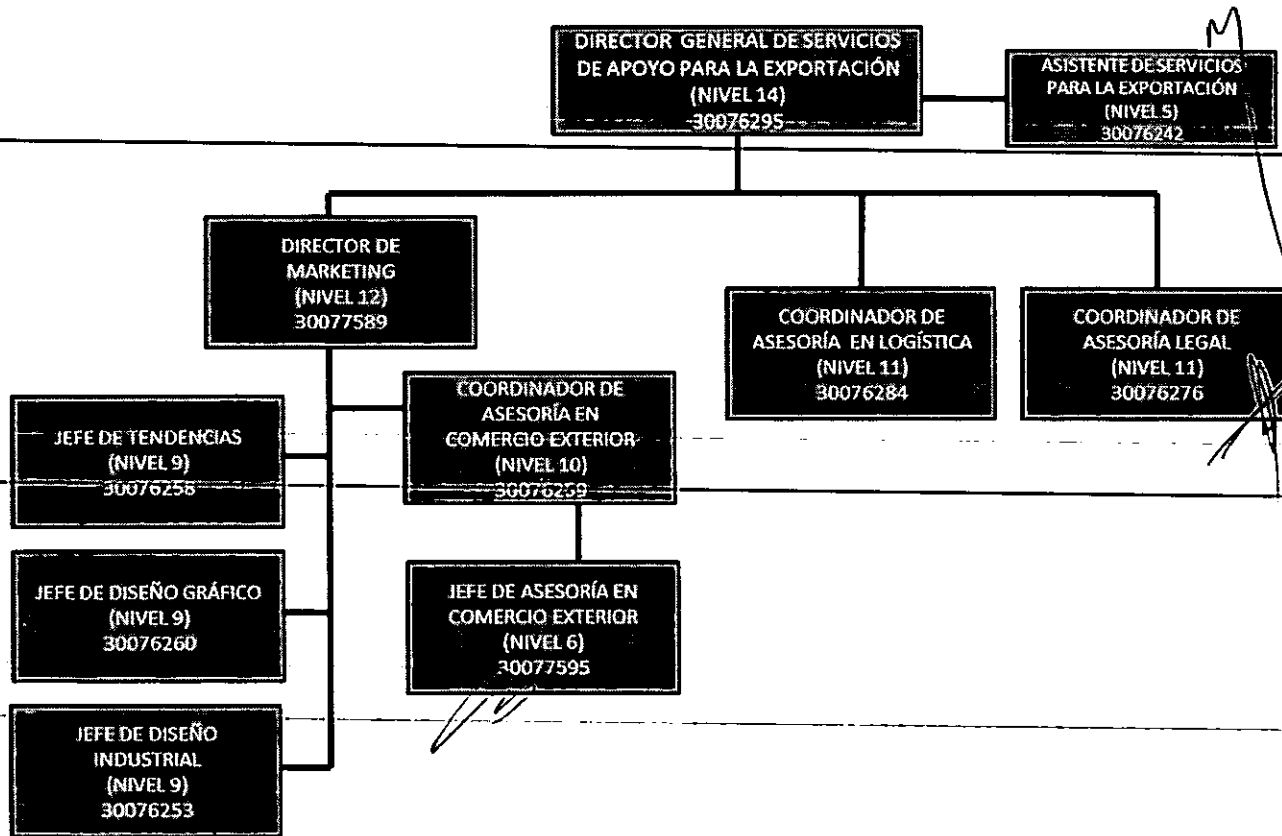 DIRECTOR GENERAL DE SERVICIOS
DE APOYO PARA LA EXPORTACIÓN
(NIVEL 14)
30076295
ASISTENTE DE SERVICIOS
PARA LA EXPORTACIÓN
(NIVEL 5)
30076242
DIRECTOR DE
MARKETING
(NIVEL 12)
30077589
COORDINADOR DE
ASESORÍA EN LOGÍSTICA
(NIVEL 11)
30076284
COORDINADOR DE
ASESORÍA LEGAL
(NIVEL 11)
30076276
JEFE DE TENDENCIAS
(NIVEL 9)
30076258
COORDINADOR DE
ASESORÍA EN
COMERCIO EXTERIOR
(NIVEL 10)
30076269
JEFE DE DISEÑO GRÁFICO
(NIVEL 9)
30076260
JEFE DE ASESORÍA EN
COMERCIO EXTERIOR
(NIVEL 6)
30077595
JEFE DE DISEÑO
INDUSTRIAL
(NIVEL 9)
30076253